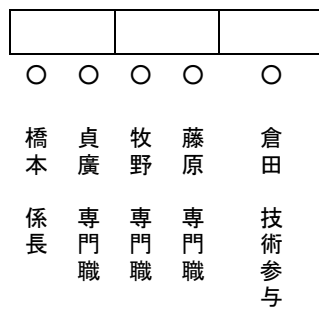 倉田 技術参与
藤原 専門職
牧野 専門職
貞廣 専門職
橋本 係長